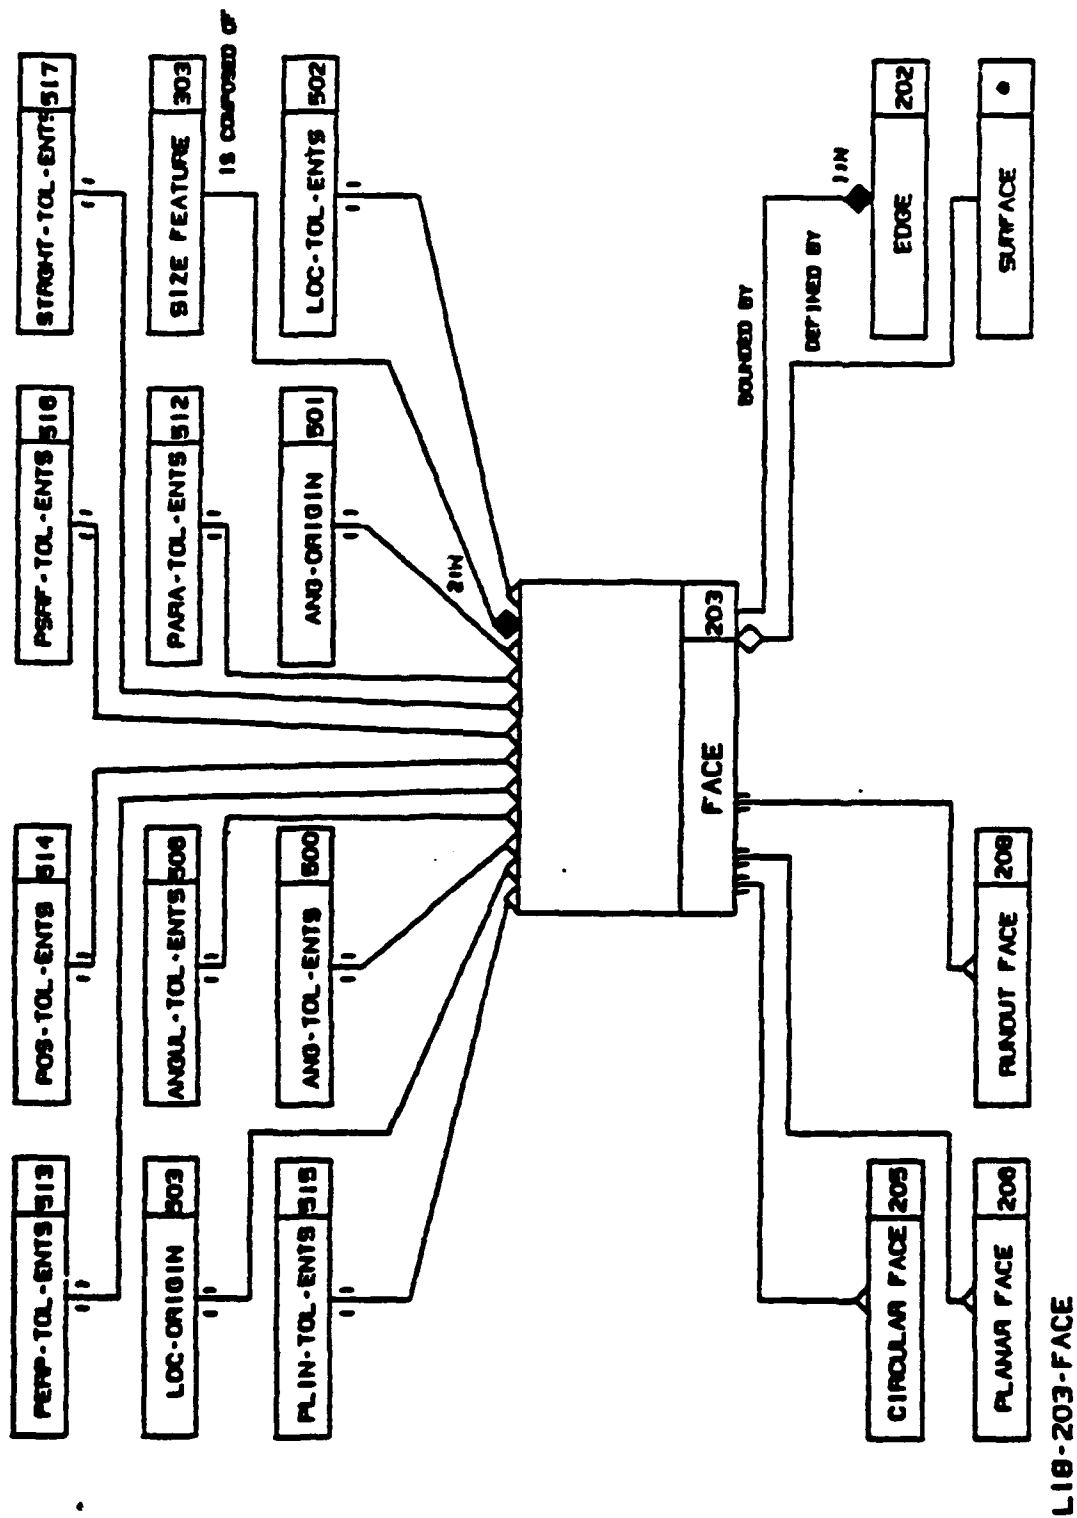 PERP-TOL-ENTS 513
POS-TOL-ENTS 514
PSRF-TOL-ENTS 516
STRGHT-TOL-ENTS 517
LOC-ORIGIN 503
ANGUL-TOL-ENTS 508
PARA-TOL-ENTS 512
SIZE FEATURE 303
IS COMPOSED OF
PLIN-TOL-ENTS 515
ANG-TOL-ENTS 500
ANG-ORIGIN 501
LOC-TOL-ENTS 502
2IN
FACE 203
BOUNDED BY
DEFINED BY
1IN
CIRCULAR FACE 205
EDGE 202
PLANAR FACE 206
RUNOUT FACE 208
SURFACE
L18-203-FACE